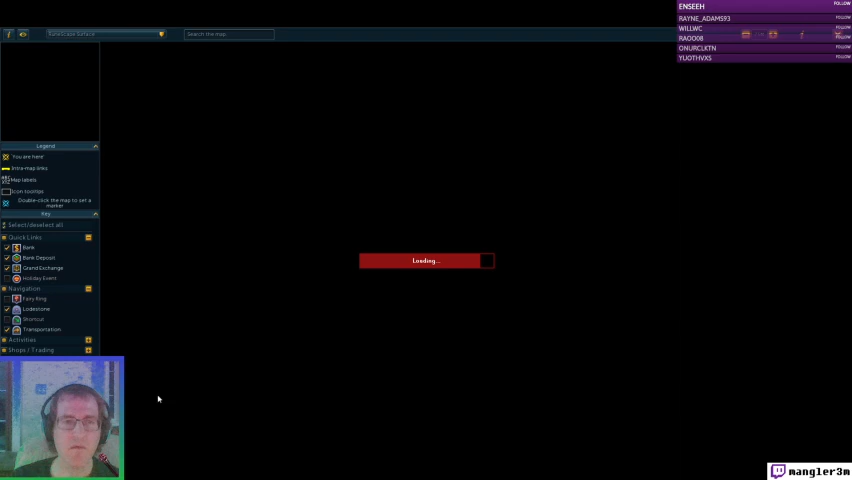 ENSEEH
FOLLOW
RAYNE_ADAMS93
FOLLOW
WILLWC
FOLLOW
RAOO08
FOLLOW
ONURCLKTN
FOLLOW
YUOTHVXS
FOLLOW
RuneScape Surface
Search the map
Legend
'You are here'
Intra-map links
Map labels
Icon tooltips
Double-click the map to set a
marker
Key
Select/deselect all
Quick Links
Bank
Bank Deposit
Grand Exchange
Holiday Event
Navigation
Fairy Ring
Lodestone
Shortcut
Transportation
Activities
Shops / Trading
Loading...
mangler3m